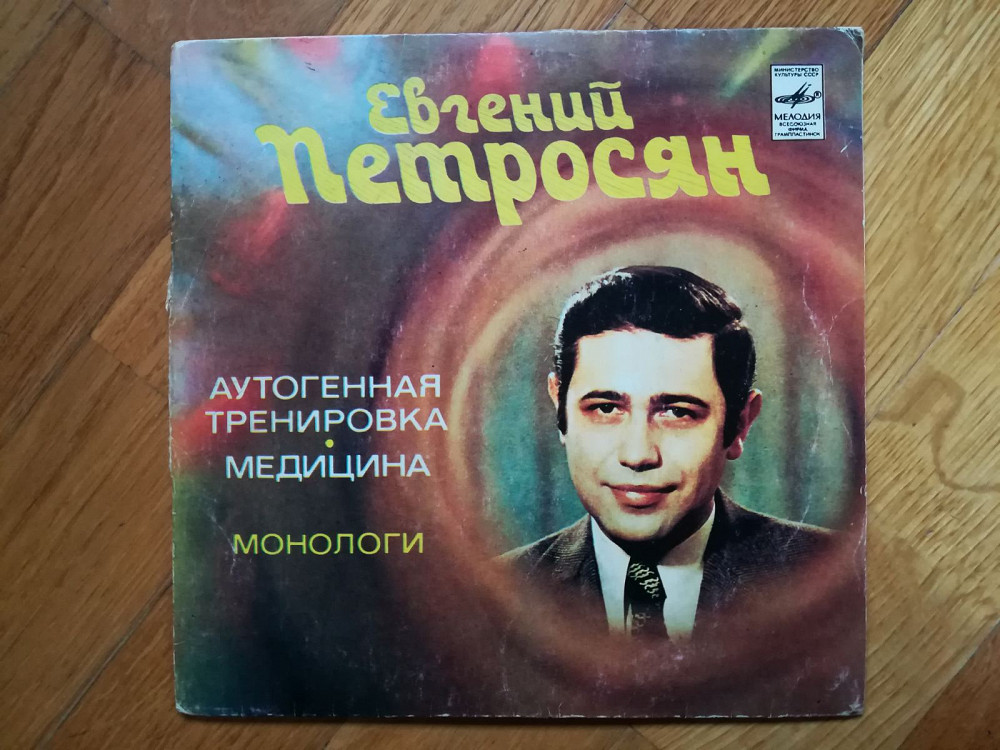 Евгений
Петросян
МИНИСТЕРСТВО
КУЛЬТУРЫ СССР
МЕЛОДИЯ
ВСЕСОЮЗНАЯ
ФИРМА
ГРАМПЛАСТИНОК
АУТОГЕННАЯ
ТРЕНИРОВКА
•
МЕДИЦИНА
МОНОЛОГИ